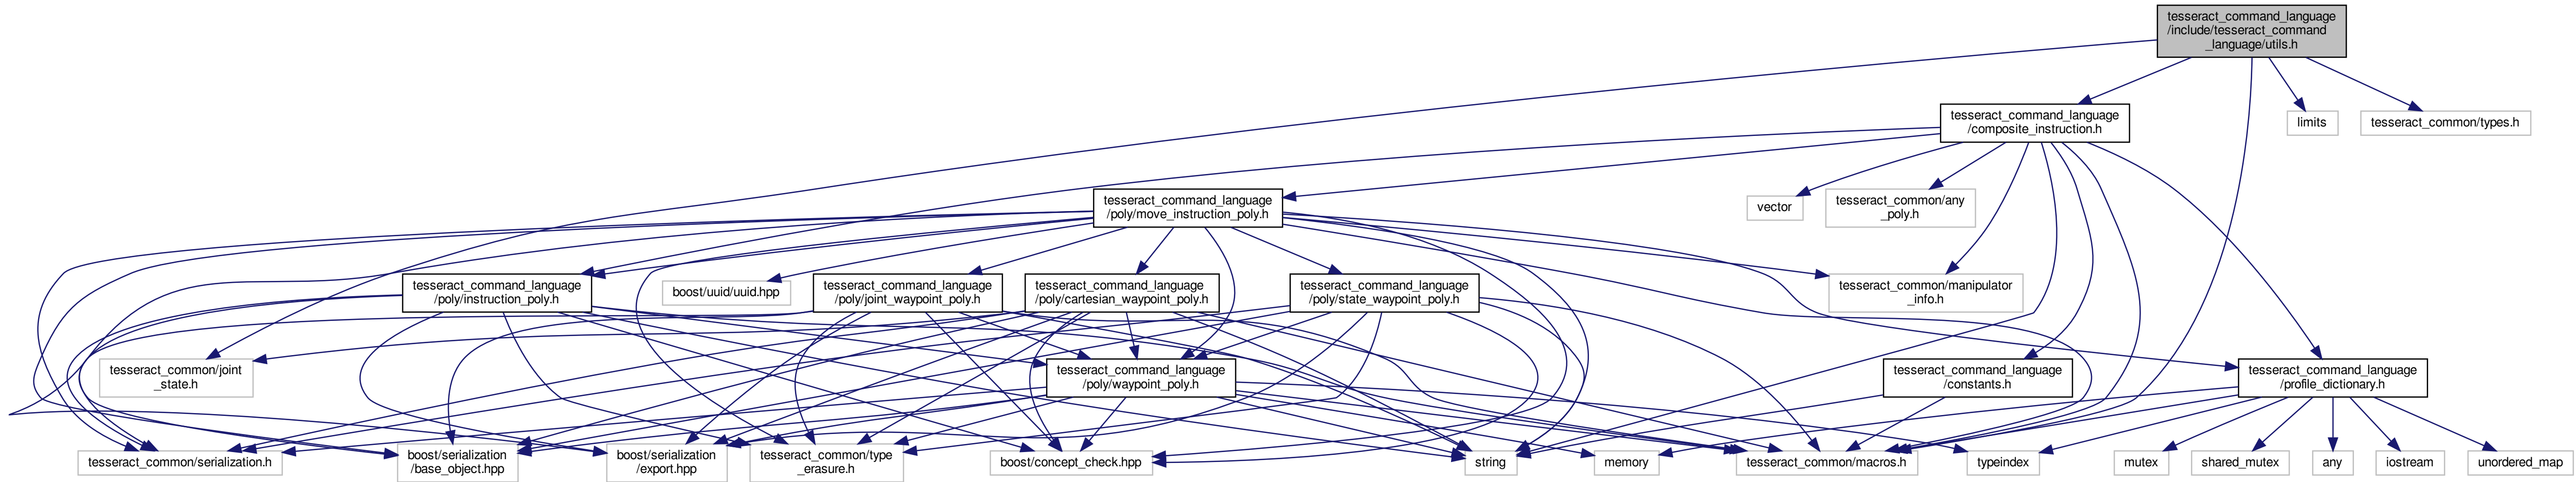 tesseract_command_language
/include/tesseract_command
_language/utils.h
tesseract_command_language
/composite_instruction.h
limits
tesseract_common/types.h
tesseract_command_language
/poly/move_instruction_poly.h
vector
tesseract_common/any
_poly.h
tesseract_command_language
/poly/instruction_poly.h
boost/uuid/uuid.hpp
tesseract_command_language
/poly/joint_waypoint_poly.h
tesseract_command_language
/poly/cartesian_waypoint_poly.h
tesseract_command_language
/poly/state_waypoint_poly.h
tesseract_common/manipulator
_info.h
tesseract_common/joint
_state.h
tesseract_command_language
/poly/waypoint_poly.h
tesseract_command_language
/constants.h
tesseract_command_language
/profile_dictionary.h
tesseract_common/serialization.h
boost/serialization
/base_object.hpp
boost/serialization
/export.hpp
tesseract_common/type
_erasure.h
boost/concept_check.hpp
string
memory
tesseract_common/macros.h
typeindex
mutex
shared_mutex
any
iostream
unordered_map